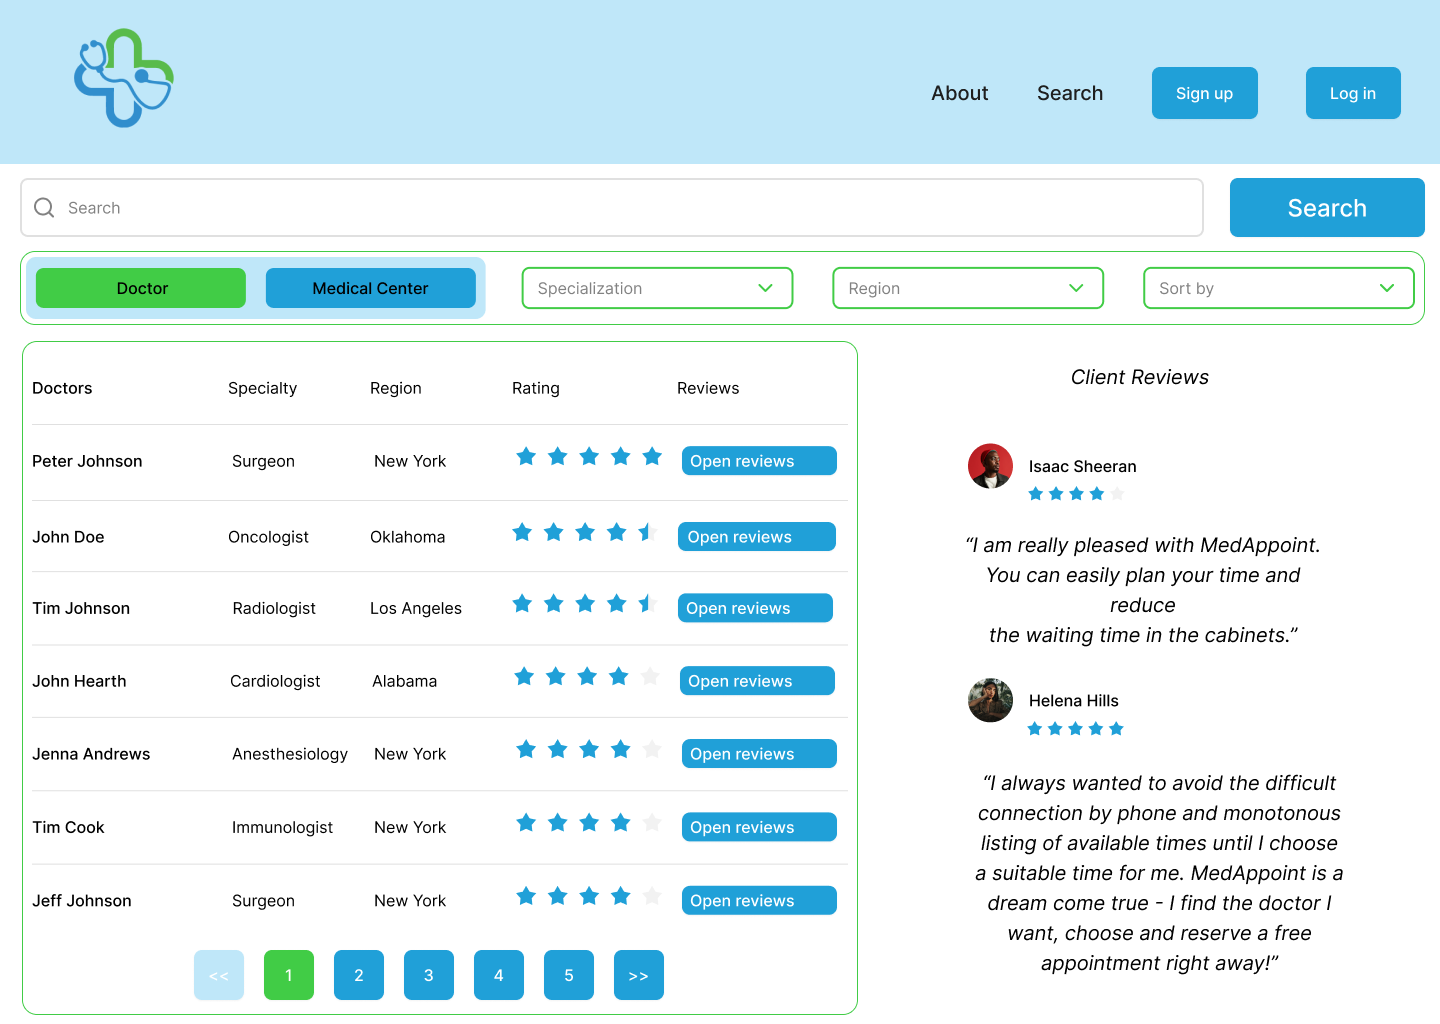 About Search Sign up Log in
Search Search
Doctor Medical Center Specialization Region Sort by
Doctors Specialty Region Rating Reviews
Peter Johnson Surgeon New York Open reviews
John Doe Oncologist Oklahoma Open reviews
Tim Johnson Radiologist Los Angeles Open reviews
John Hearth Cardiologist Alabama Open reviews
Jenna Andrews Anesthesiology New York Open reviews
Tim Cook Immunologist New York Open reviews
Jeff Johnson Surgeon New York Open reviews
<< 1 2 3 4 5 >>
Client Reviews
Isaac Sheeran
“I am really pleased with MedAppoint.
You can easily plan your time and
reduce
the waiting time in the cabinets.”
Helena Hills
“I always wanted to avoid the difficult
connection by phone and monotonous
listing of available times until I choose
a suitable time for me. MedAppoint is a
dream come true - I find the doctor I
want, choose and reserve a free
appointment right away!”